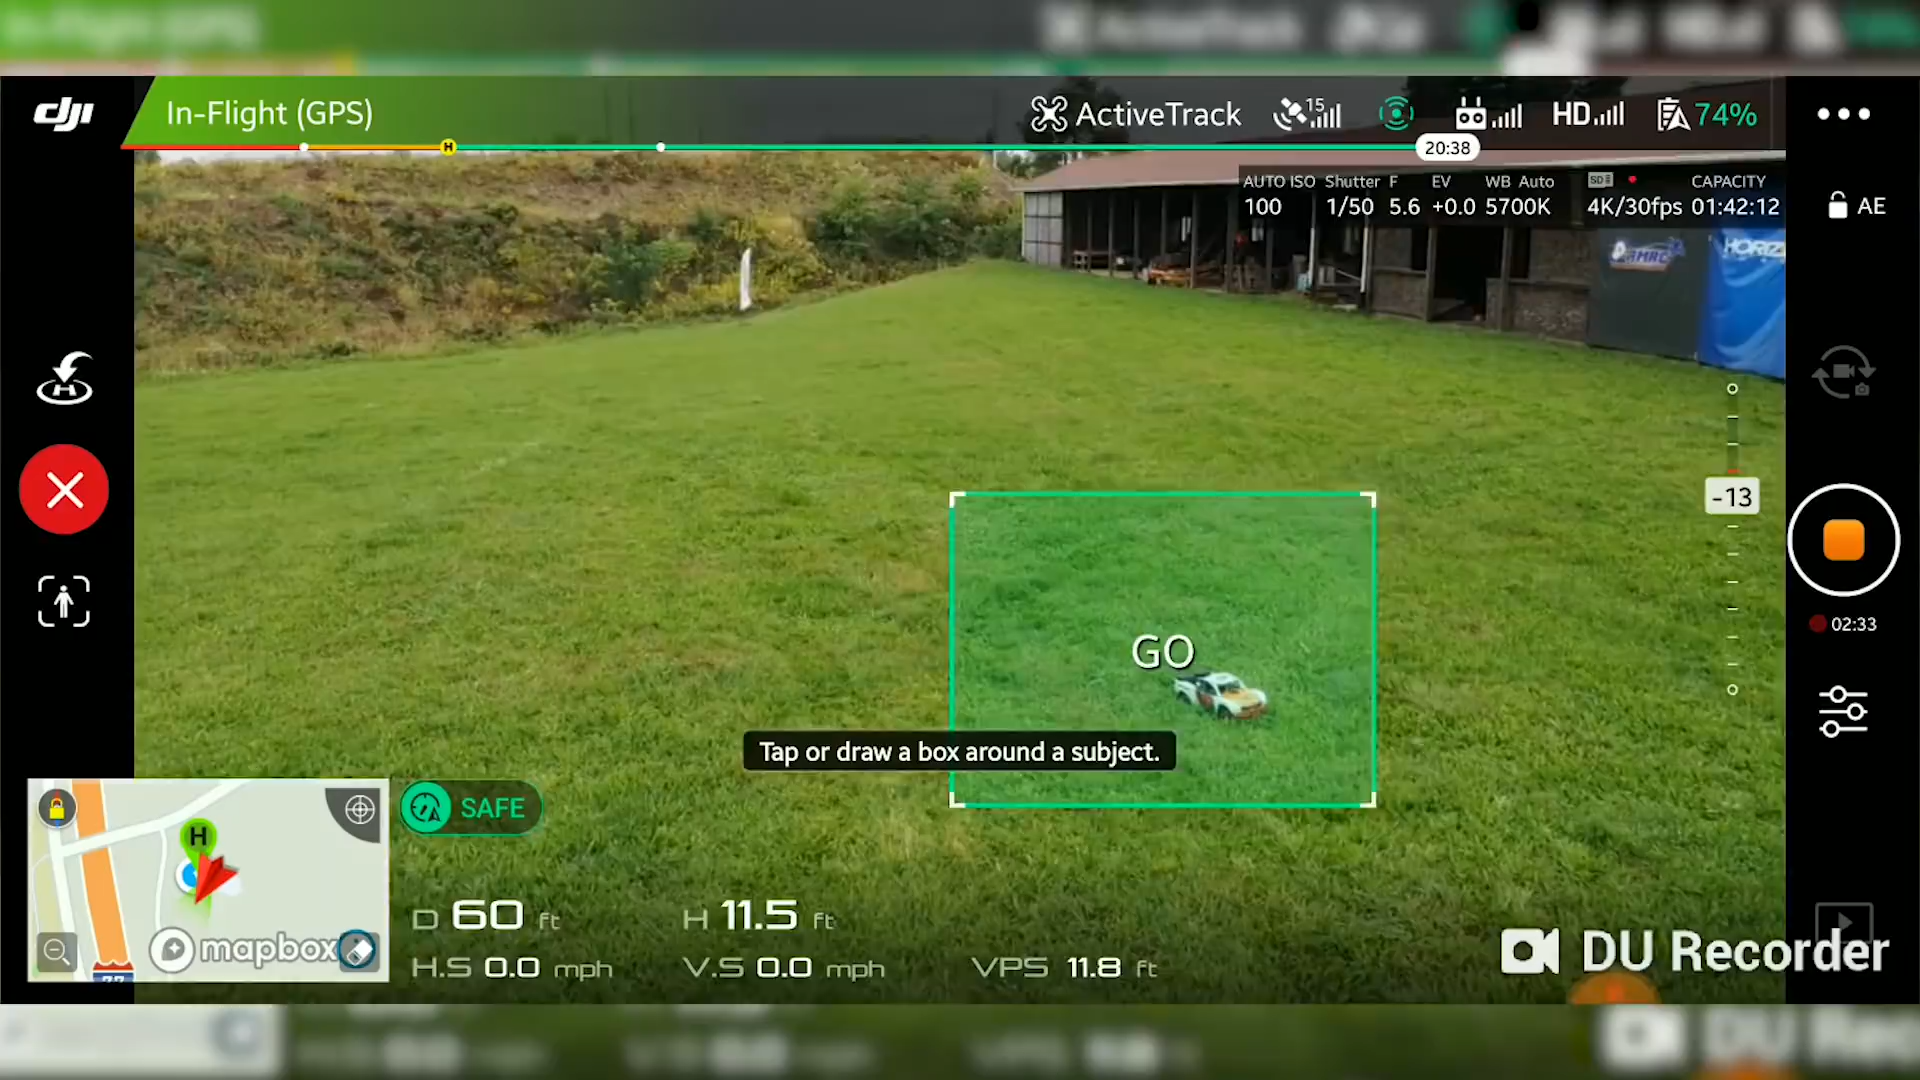 dji
In-Flight (GPS)
ActiveTrack
15
HD
74%
H
20:38
AUTO ISO Shutter F EV WB Auto SD CAPACITY
100 1/50 5.6 +0.0 5700K 4K/30fps 01:42:12
AE
HORIZ
-13
GO
02:33
Tap or draw a box around a subject.
SAFE
H
mapbox
D 60 ft H 11.5 ft
H.S 0.0 mph V.S 0.0 mph VPS 11.8 ft
DU Recorder